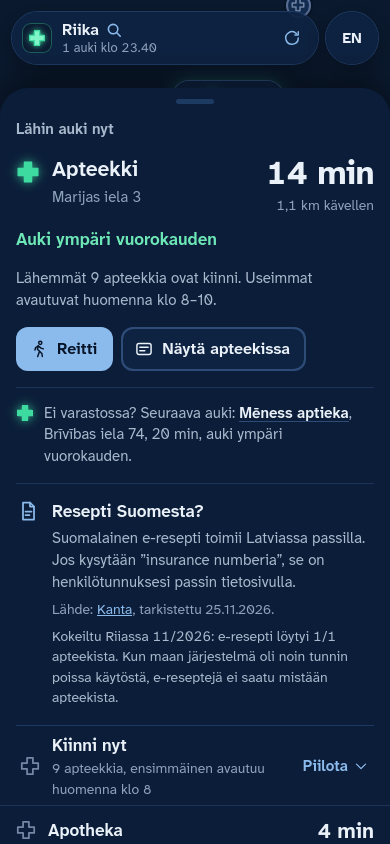 Riika
1 auki klo 23.40
EN
Lähin auki nyt
Apteekki
14 min
Marijas iela 3
1,1 km kävellen
Auki ympäri vuorokauden
Lähemmät 9 apteekkia ovat kiinni. Useimmat
avautuvat huomenna klo 8–10.
Reitti
Näytä apteekissa
Ei varastossa? Seuraava auki: Mēness aptieka,
Brīvības iela 74, 20 min, auki ympäri
vuorokauden.
Resepti Suomesta?
Suomalainen e-resepti toimii Latviassa passilla.
Jos kysytään ”insurance numberia”, se on
henkilötunnuksesi passin tietosivulla.
Lähde: Kanta, tarkistettu 25.11.2026.
Kokeiltu Riiassa 11/2026: e-resepti löytyi 1/1
apteekista. Kun maan järjestelmä oli noin tunnin
poissa käytöstä, e-reseptejä ei saatu mistään
apteekista.
Kiinni nyt
9 apteekkia, ensimmäinen avautuu
huomenna klo 8
Piilota
Apotheka
4 min